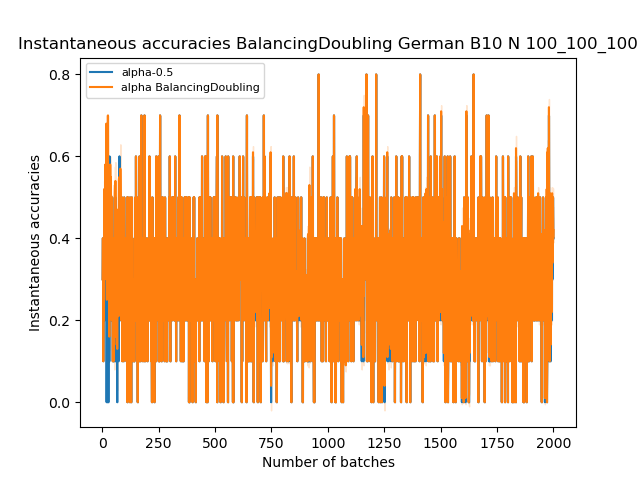 Instantaneous accuracies BalancingDoubling German B10 N 100_100_100
alpha-0.5
alpha BalancingDoubling
Instantaneous accuracies
0.8
0.6
0.4
0.2
0.0
0
250
500
750
1000
1250
1500
1750
2000
Number of batches